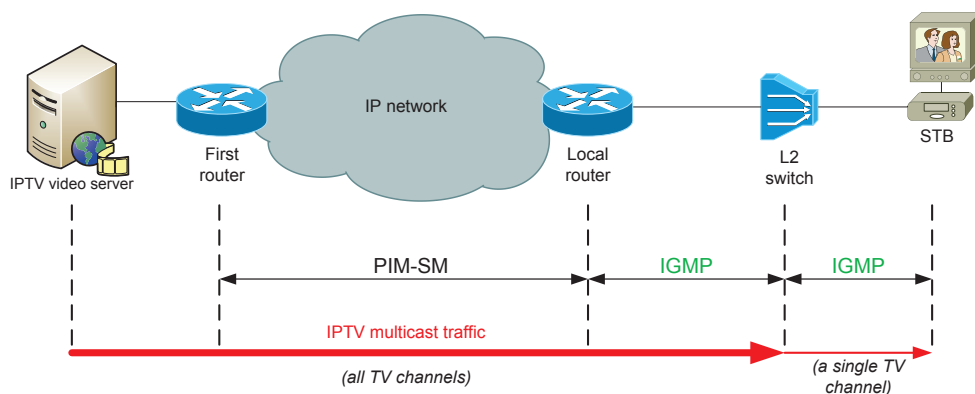 IP network
IPTV video server
First
router
Local
router
L2
switch
STB
PIM-SM
IGMP
IGMP
IPTV multicast traffic
(all TV channels)
(a single TV
channel)